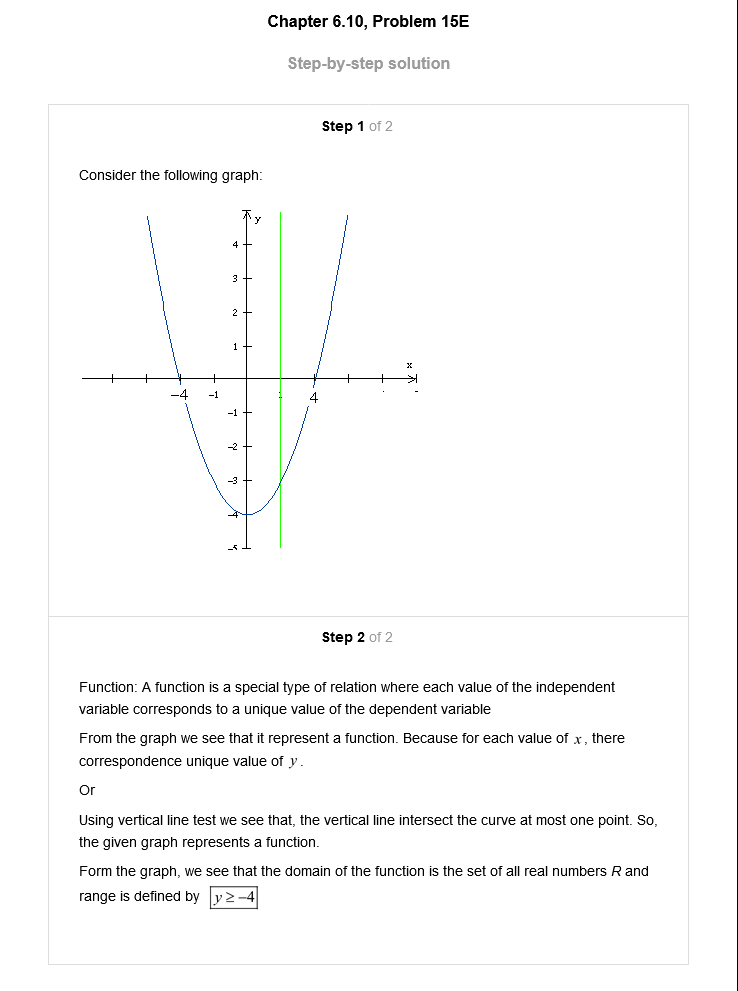 Chapter 6.10, Problem 15E
Step-by-step solution
Step 1 of 2
Consider the following graph:
y
4
3
2
1
x
−4
−1
4
−1
−2
−3
−4
−5
Step 2 of 2
Function: A function is a special type of relation where each value of the independent
variable corresponds to a unique value of the dependent variable
From the graph we see that it represent a function. Because for each value of x, there
correspondence unique value of y.
Or
Using vertical line test we see that, the vertical line intersect the curve at most one point. So,
the given graph represents a function.
Form the graph, we see that the domain of the function is the set of all real numbers R and
range is defined by y ≥ −4